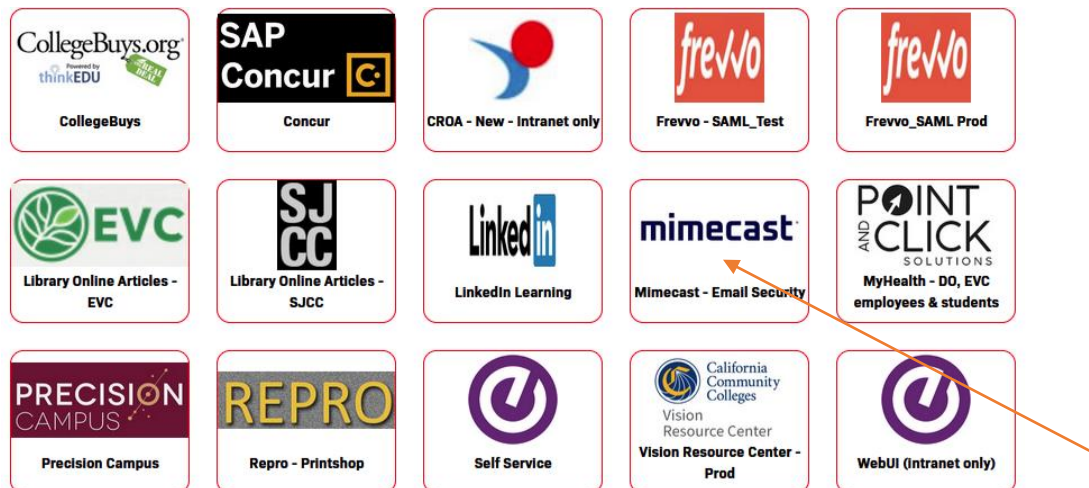 CollegeBuys.org
Powered by
thinkEDU
REAL DEAL
CollegeBuys
SAP
Concur C
Concur
CROA - New - Intranet only
frevvo
Frevvo - SAML_Test
frevvo
Frevvo_SAML Prod
EVC
Library Online Articles -
EVC
SJ
CC
Library Online Articles -
SJCC
Linked in
LinkedIn Learning
mimecast
Mimecast - Email Security
POINT
AND CLICK
SOLUTIONS
MyHealth - DO, EVC
employees & students
PRECISION
CAMPUS
Precision Campus
REPRO
Repro - Printshop
Self Service
California
Community
Colleges
Vision
Resource Center
Vision Resource Center -
Prod
WebUI (intranet only)